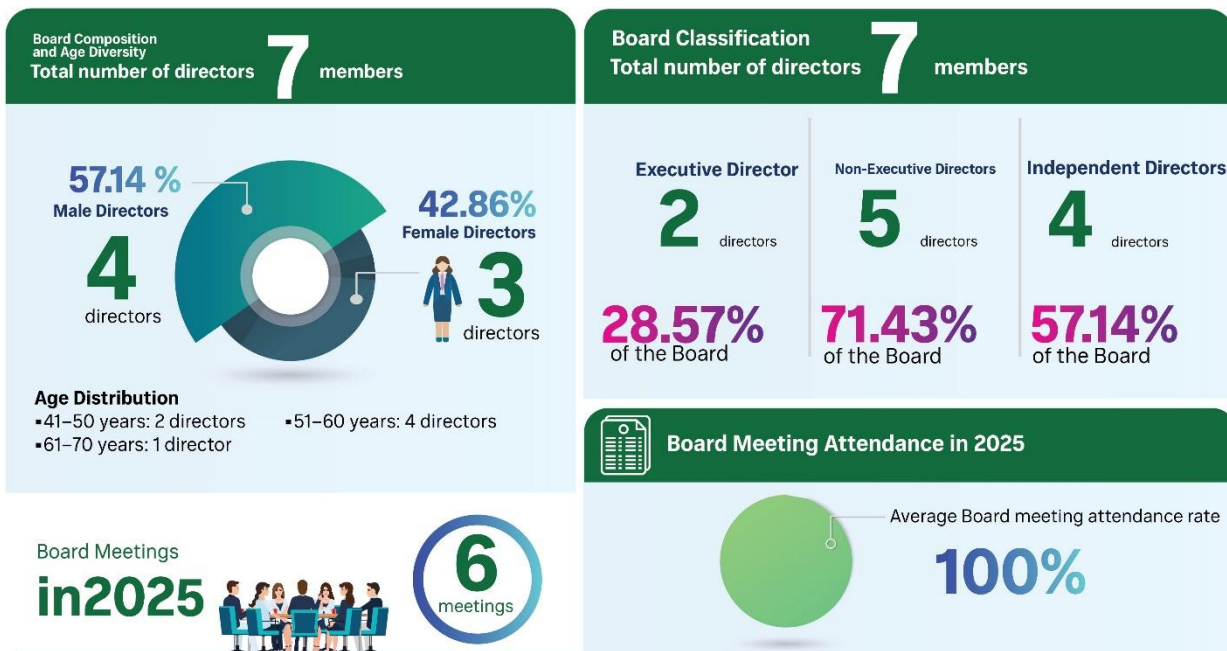 Board Composition
and Age Diversity
Total number of directors 7 members
57.14 %
Male Directors
4
directors
42.86%
Female Directors
3
directors
Age Distribution
▪41–50 years: 2 directors ▪51–60 years: 4 directors
▪61–70 years: 1 director
Board Meetings
in2025
6
meetings
Board Classification
Total number of directors 7 members
Executive Director
2 directors
28.57%
of the Board
Non-Executive Directors
5 directors
71.43%
of the Board
Independent Directors
4 directors
57.14%
of the Board
Board Meeting Attendance in 2025
Average Board meeting attendance rate
100%